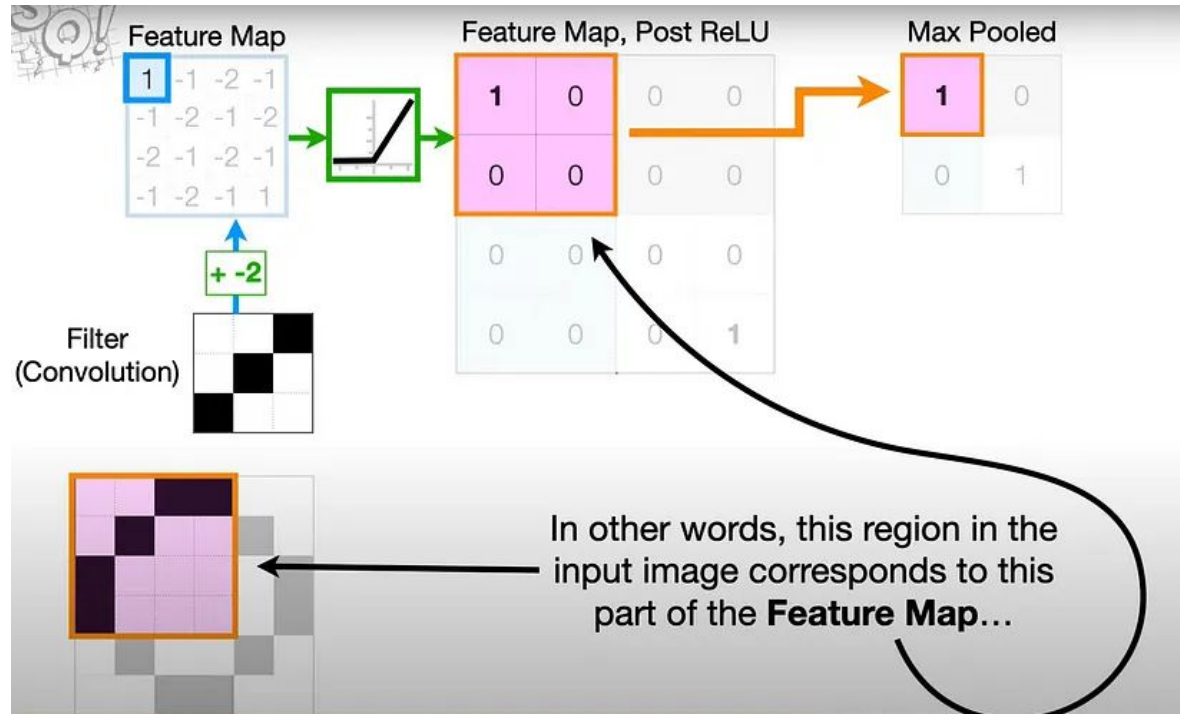 SQ!
Feature Map
Feature Map, Post ReLU
Max Pooled
1 -1 -2 -1
-1 -2 -1 -2
-2 -1 -2 -1
-1 -2 -1 1
1 0 0 0
0 0 0 0
0 0 0 0
0 0 0 1
1 0
0 1
+ -2
Filter
(Convolution)
In other words, this region in the
input image corresponds to this
part of the Feature Map…